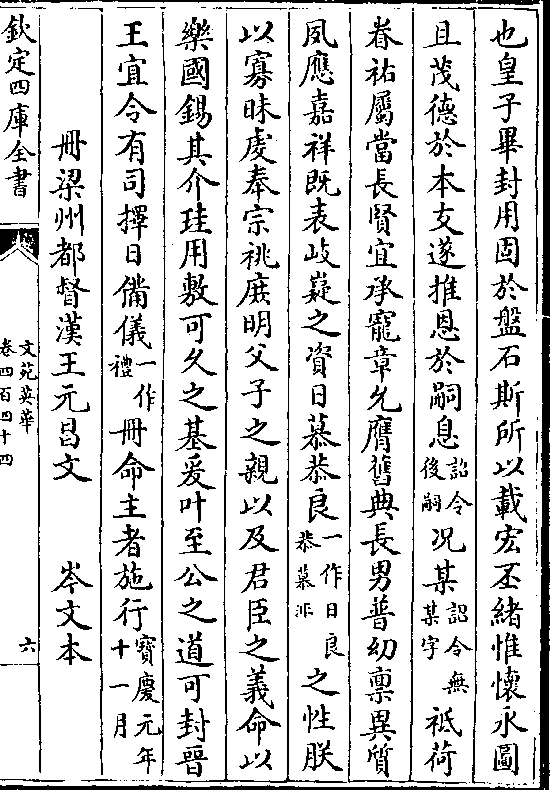 也皇子畢封用固於盤石斯所以載宏丕緒惟懷永圖
且茂德於本支遂推恩於嗣息詔令後嗣况某詔令無某字祗荷
眷祐屬當長賢宜承寵章允膺舊典長男普幼禀異質
夙應嘉祥既表岐嶷之資日慕恭良一作日良恭慕非之性朕
以寡昧虔奉宗祧庶明父子之親以及君臣之義命以
樂國錫其介珪用敷可久之基爰叶至公之道可封晉
王宜令有司擇日備儀一作禮冊命主者施行寶慶元年十一月
冊梁州都督漢王元昌文 岑文本
欽定四庫全書
文苑英華
卷四百四十四
六